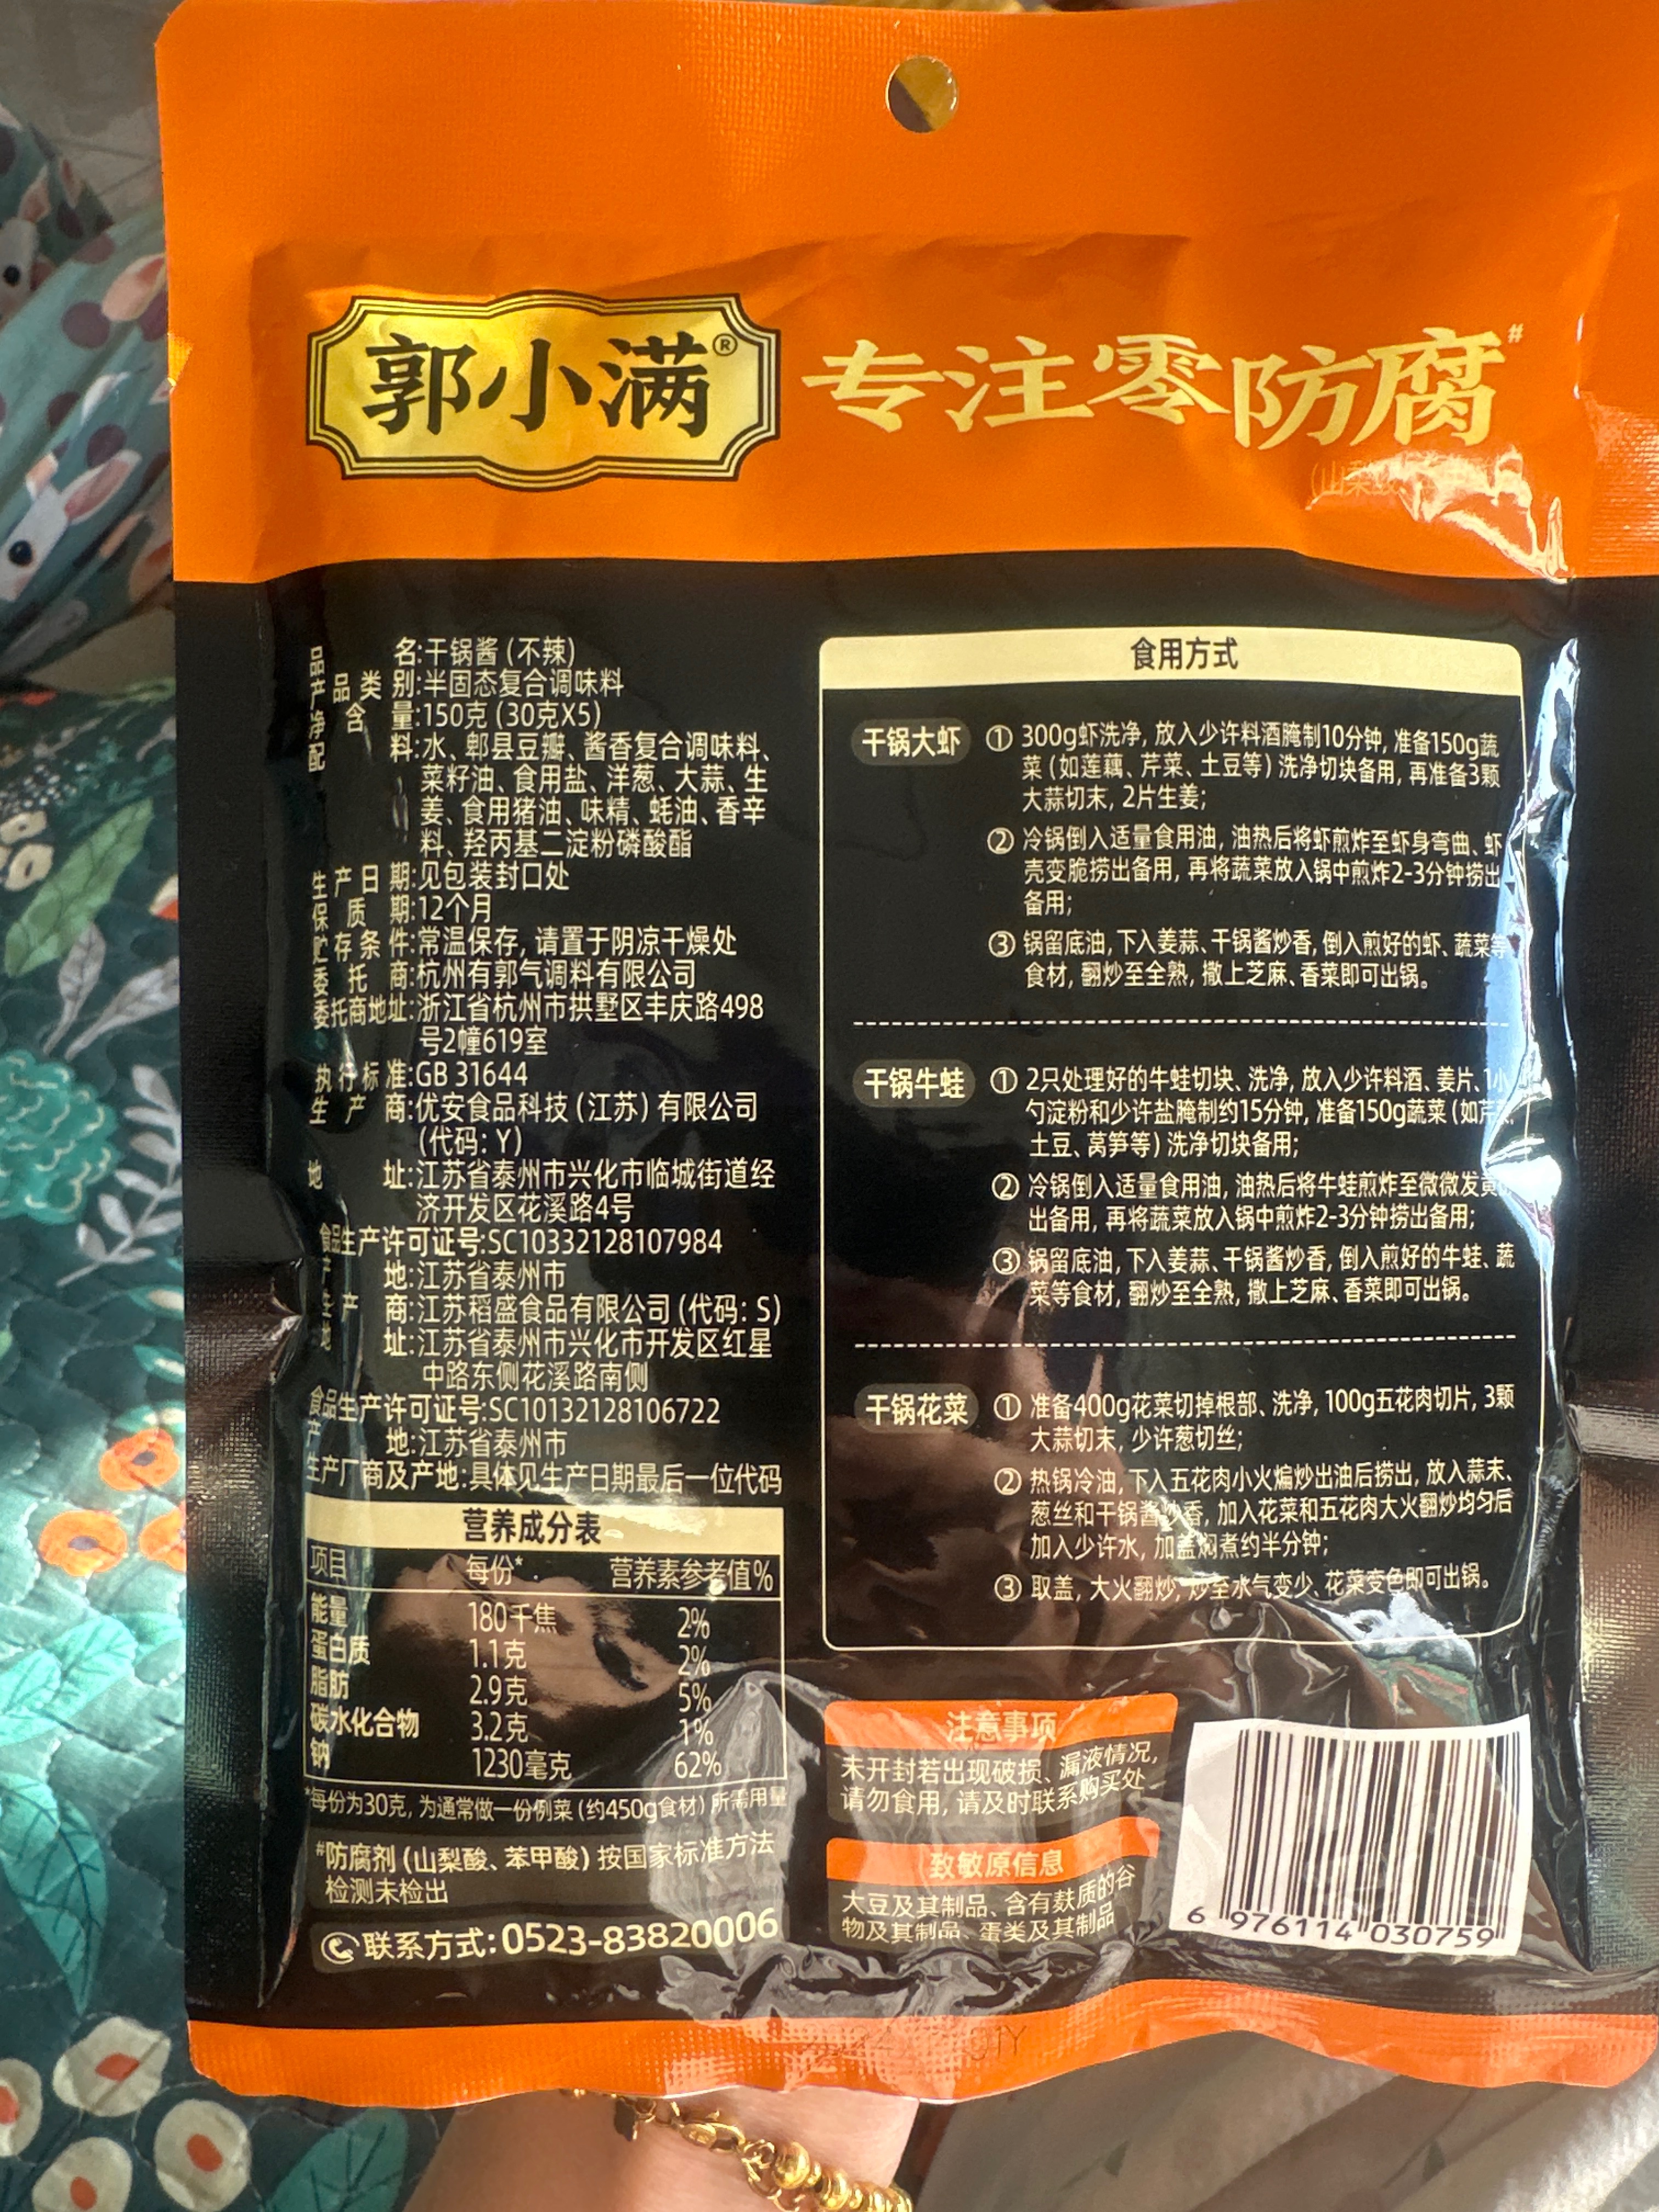 郭小满®
专注零防腐#
品名:干锅酱(不辣)
产品类别:半固态复合调味料
净含量:150克(30克X5)
配料:水、郫县豆瓣、酱香复合调味料、
菜籽油、食用盐、洋葱、大蒜、生
姜、食用猪油、味精、蚝油、香辛
料、羟丙基二淀粉磷酸酯
生产日期:见包装封口处
保质期:12个月
贮存条件:常温保存,请置于阴凉干燥处
委托商:杭州有郭气调料有限公司
委托商地址:浙江省杭州市拱墅区丰庆路498
号2幢619室
执行标准:GB 31644
生产商:优安食品科技(江苏)有限公司
(代码: Y)
地址:江苏省泰州市兴化市临城街道经
济开发区花溪路4号
食品生产许可证号:SC10332128107984
产地:江苏省泰州市
生产商:江苏稻盛食品有限公司(代码: S)
地址:江苏省泰州市兴化市开发区红星
中路东侧花溪路南侧
食品生产许可证号:SC10132128106722
产地:江苏省泰州市
生产厂商及产地:具体见生产日期最后一位代码
营养成分表
项目 每份* 营养素参考值%
能量 180千焦 2%
蛋白质 1.1克 2%
脂肪 2.9克 5%
碳水化合物 3.2克 1%
钠 1230毫克 62%
*每份为30克,为通常做一份例菜(约450g食材)所需用量
#防腐剂(山梨酸、苯甲酸)按国家标准方法
检测未检出
联系方式:0523-83820006
食用方式
干锅大虾 ① 300g虾洗净,放入少许料酒腌制10分钟,准备150g蔬
菜(如莲藕、芹菜、土豆等)洗净切块备用,再准备3颗
大蒜切末,2片生姜;
② 冷锅倒入适量食用油,油热后将虾煎炸至虾身弯曲、虾
壳变脆捞出备用,再将蔬菜放入锅中煎炸2-3分钟捞出
备用;
③ 锅留底油,下入姜蒜、干锅酱炒香,倒入煎好的虾、蔬菜等
食材,翻炒至全熟,撒上芝麻、香菜即可出锅。
干锅牛蛙 ① 2只处理好的牛蛙切块、洗净,放入少许料酒、姜片、1小
勺淀粉和少许盐腌制约15分钟,准备150g蔬菜(如芹菜,
土豆、莴笋等)洗净切块备用;
② 冷锅倒入适量食用油,油热后将牛蛙煎炸至微微发黄
出备用,再将蔬菜放入锅中煎炸2-3分钟捞出备用;
③ 锅留底油,下入姜蒜、干锅酱炒香,倒入煎好的牛蛙、蔬
菜等食材,翻炒至全熟,撒上芝麻、香菜即可出锅。
干锅花菜 ① 准备400g花菜切掉根部、洗净,100g五花肉切片,3颗
大蒜切末,少许葱切丝;
② 热锅冷油,下入五花肉小火煸炒出油后捞出,放入蒜末、
葱丝和干锅酱炒香,加入花菜和五花肉大火翻炒均匀后
加入少许水,加盖焖煮约半分钟;
③ 取盖,大火翻炒,炒至水气变少、花菜变色即可出锅。
注意事项
未开封若出现破损、漏液情况,
请勿食用,请及时联系购买处
致敏原信息
大豆及其制品、含有麸质的谷
物及其制品、蛋类及其制品
6 976114 030759